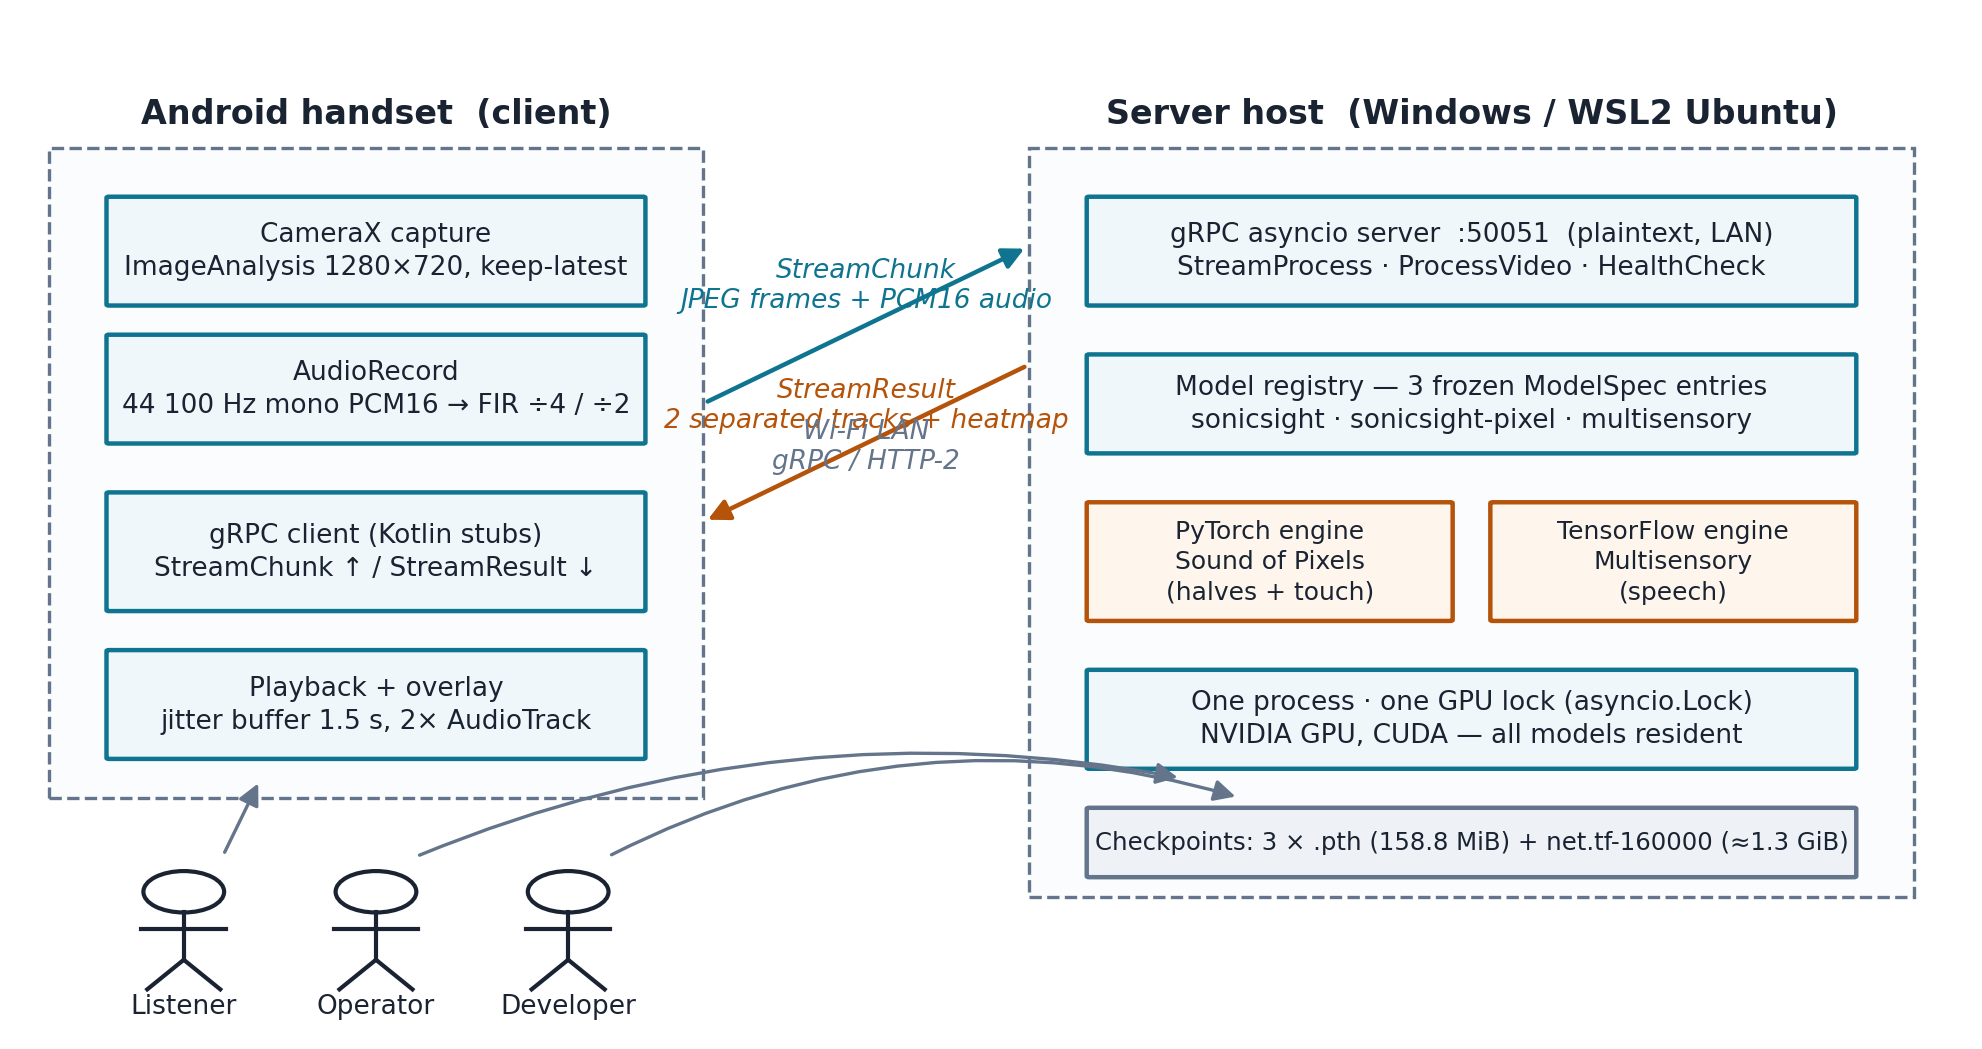 Android handset  (client)
CameraX capture
ImageAnalysis 1280×720, keep-latest
AudioRecord
44 100 Hz mono PCM16 → FIR ÷4 / ÷2
gRPC client (Kotlin stubs)
StreamChunk ↑ / StreamResult ↓
Playback + overlay
jitter buffer 1.5 s, 2× AudioTrack
StreamChunk
JPEG frames + PCM16 audio
StreamResult
2 separated tracks + heatmap
Wi-Fi LAN
gRPC / HTTP-2
Server host  (Windows / WSL2 Ubuntu)
gRPC asyncio server  :50051  (plaintext, LAN)
StreamProcess · ProcessVideo · HealthCheck
Model registry — 3 frozen ModelSpec entries
sonicsight · sonicsight-pixel · multisensory
PyTorch engine
Sound of Pixels
(halves + touch)
TensorFlow engine
Multisensory
(speech)
One process · one GPU lock (asyncio.Lock)
NVIDIA GPU, CUDA — all models resident
Checkpoints: 3 × .pth (158.8 MiB) + net.tf-160000 (≈1.3 GiB)
Listener
Operator
Developer